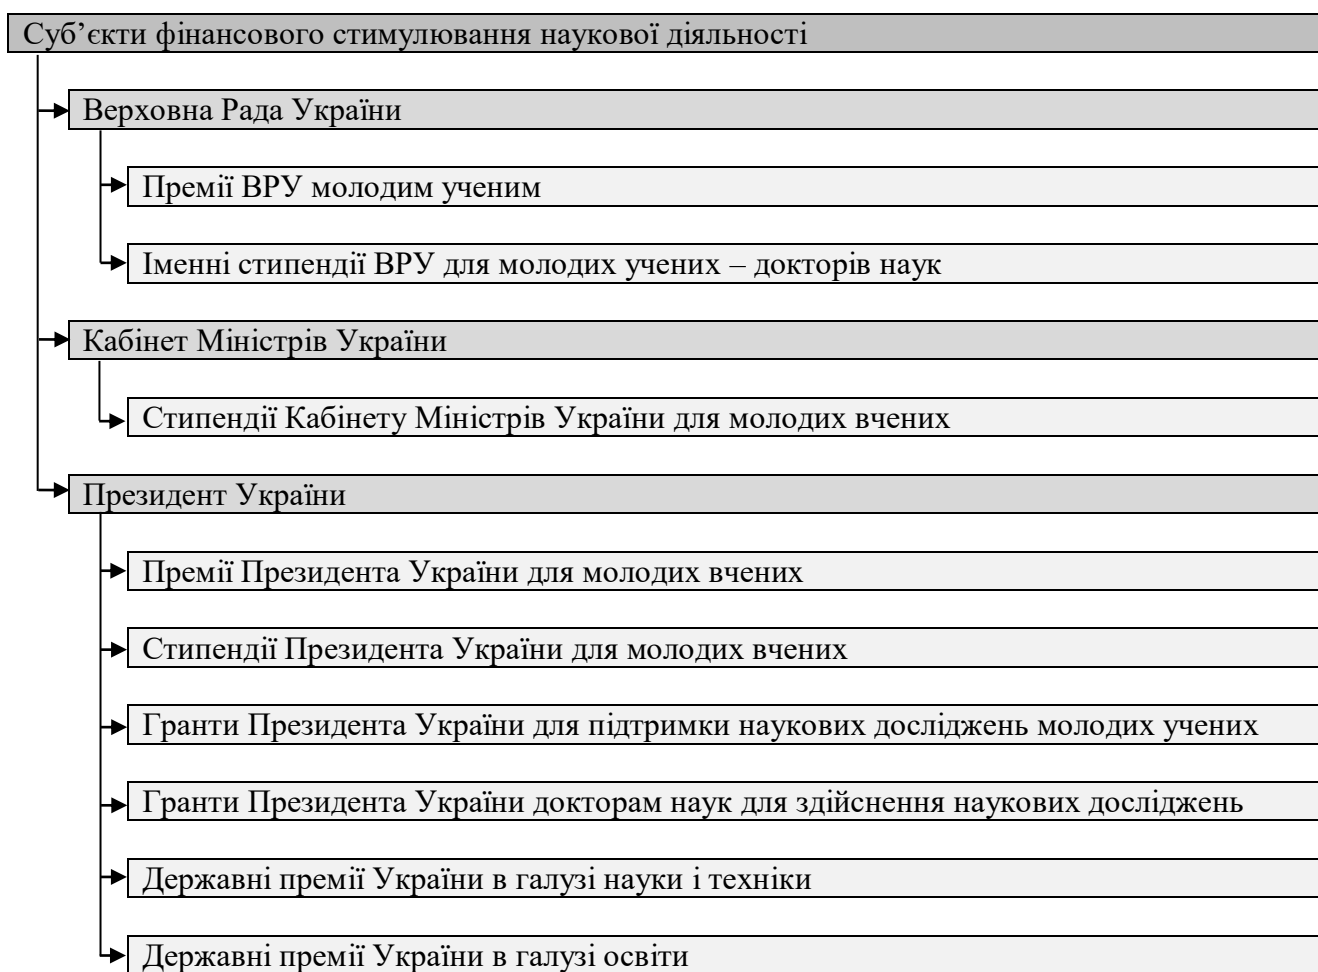 Суб’єкти фінансового стимулювання наукової діяльності
Верховна Рада України
Премії ВРУ молодим ученим
Іменні стипендії ВРУ для молодих учених – докторів наук
Кабінет Міністрів України
Стипендії Кабінету Міністрів України для молодих вчених
Президент України
Премії Президента України для молодих вчених
Стипендії Президента України для молодих вчених
Гранти Президента України для підтримки наукових досліджень молодих учених
Гранти Президента України докторам наук для здійснення наукових досліджень
Державні премії України в галузі науки і техніки
Державні премії України в галузі освіти